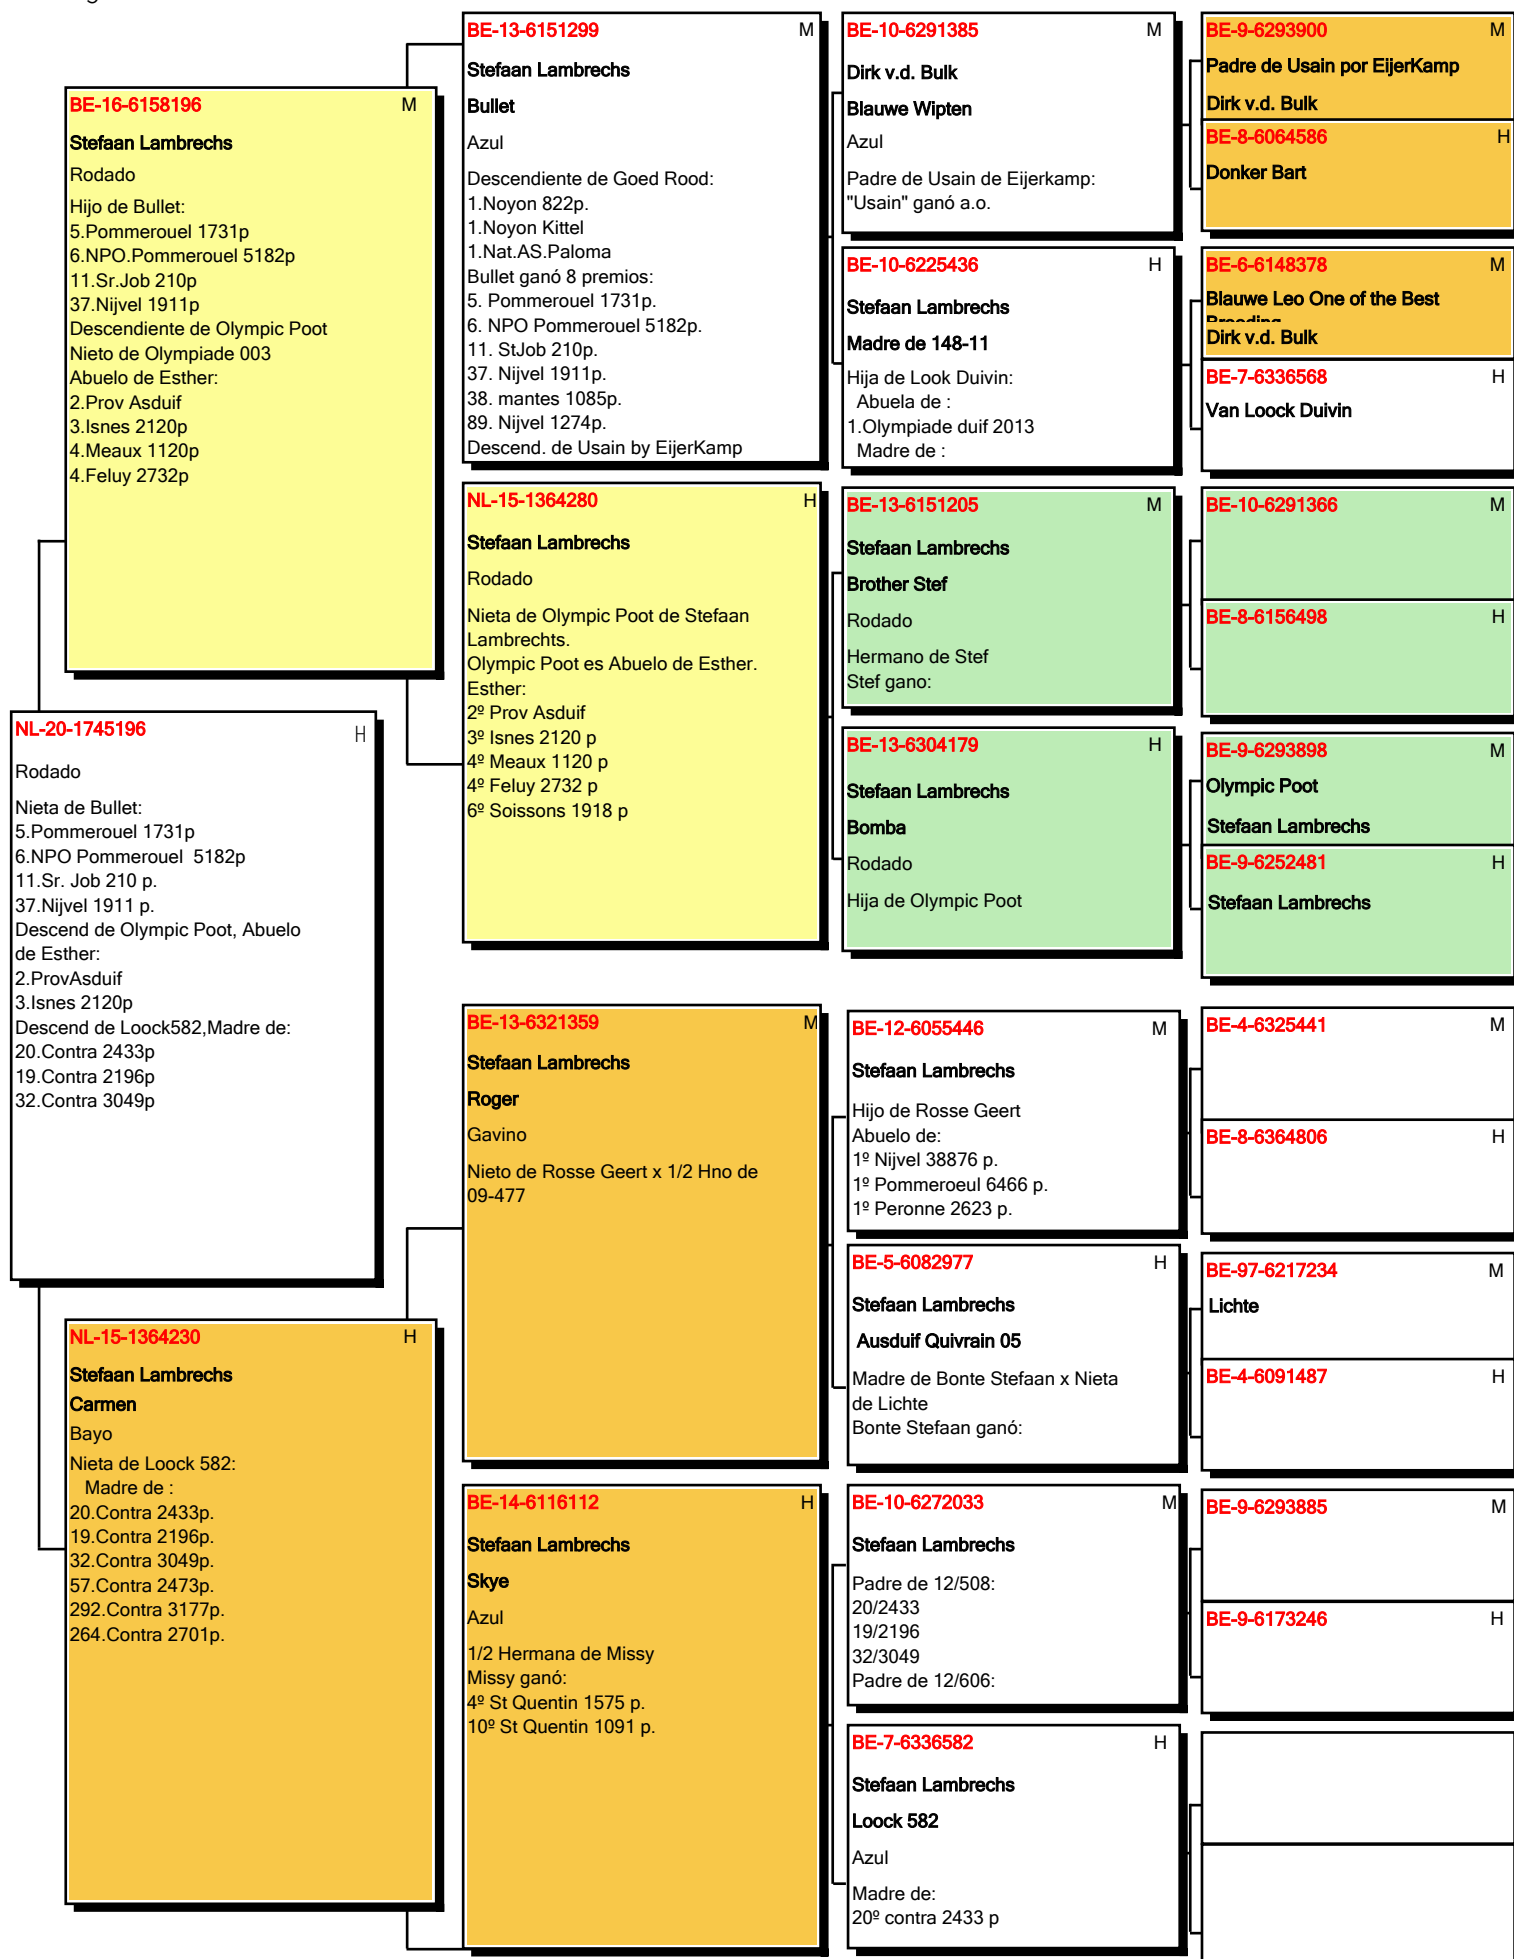 BE-16-6158196 M
Stefaan Lambrechs
Rodado
Hijo de Bullet:
5.Pommerouel 1731p
6.NPO.Pommerouel 5182p
11.Sr.Job 210p
37.Nijvel 1911p
Descendiente de Olympic Poot
Nieto de Olympiade 003
Abuelo de Esther:
2.Prov Asduif
3.Isnes 2120p
4.Meaux 1120p
4.Feluy 2732p
NL-20-1745196 H
Rodado
Nieta de Bullet:
5.Pommerouel 1731p
6.NPO Pommerouel  5182p
11.Sr. Job 210 p.
37.Nijvel 1911 p.
Descend de Olympic Poot, Abuelo
de Esther:
2.ProvAsduif
3.Isnes 2120p
Descend de Loock582,Madre de:
20.Contra 2433p
19.Contra 2196p
32.Contra 3049p
NL-15-1364230 H
Stefaan Lambrechs
Carmen
Bayo
Nieta de Loock 582:
Madre de :
20.Contra 2433p.
19.Contra 2196p.
32.Contra 3049p.
57.Contra 2473p.
292.Contra 3177p.
264.Contra 2701p.
BE-13-6151299 M
Stefaan Lambrechs
Bullet
Azul
Descendiente de Goed Rood:
1.Noyon 822p.
1.Noyon Kittel
1.Nat.AS.Paloma
Bullet ganó 8 premios:
5. Pommerouel 1731p.
6. NPO Pommerouel 5182p.
11. StJob 210p.
37. Nijvel 1911p.
38. mantes 1085p.
89. Nijvel 1274p.
Descend. de Usain by EijerKamp
NL-15-1364280 H
Stefaan Lambrechs
Rodado
Nieta de Olympic Poot de Stefaan
Lambrechts.
Olympic Poot es Abuelo de Esther.
Esther:
2º Prov Asduif
3º Isnes 2120 p
4º Meaux 1120 p
4º Feluy 2732 p
6º Soissons 1918 p
BE-13-6321359 M
Stefaan Lambrechs
Roger
Gavino
Nieto de Rosse Geert x 1/2 Hno de
09-477
BE-14-6116112 H
Stefaan Lambrechs
Skye
Azul
1/2 Hermana de Missy
Missy ganó:
4º St Quentin 1575 p.
10º St Quentin 1091 p.
BE-10-6291385 M
Dirk v.d. Bulk
Blauwe Wipten
Azul
Padre de Usain de Eijerkamp:
"Usain" ganó a.o.
BE-10-6225436 H
Stefaan Lambrechs
Madre de 148-11
Hija de Look Duivin:
Abuela de :
1.Olympiade duif 2013
Madre de :
BE-13-6151205 M
Stefaan Lambrechs
Brother Stef
Rodado
Hermano de Stef
Stef gano:
BE-13-6304179 H
Stefaan Lambrechs
Bomba
Rodado
Hija de Olympic Poot
BE-12-6055446 M
Stefaan Lambrechs
Hijo de Rosse Geert
Abuelo de:
1º Nijvel 38876 p.
1º Pommeroeul 6466 p.
1º Peronne 2623 p.
BE-5-6082977 H
Stefaan Lambrechs
Ausduif Quivrain 05
Madre de Bonte Stefaan x Nieta
de Lichte
Bonte Stefaan ganó:
BE-10-6272033 M
Stefaan Lambrechs
Padre de 12/508:
20/2433
19/2196
32/3049
Padre de 12/606:
BE-7-6336582 H
Stefaan Lambrechs
Loock 582
Azul
Madre de:
20º contra 2433 p
BE-9-6293900 M
Padre de Usain por EijerKamp
Dirk v.d. Bulk
BE-8-6064586 H
Donker Bart
BE-6-6148378 M
Blauwe Leo One of the Best
Dirk v.d. Bulk
BE-7-6336568 H
Van Loock Duivin
BE-10-6291366 M
BE-8-6156498 H
BE-9-6293898 M
Olympic Poot
Stefaan Lambrechs
BE-9-6252481 H
Stefaan Lambrechs
BE-4-6325441 M
BE-8-6364806 H
BE-97-6217234 M
Lichte
BE-4-6091487 H
BE-9-6293885 M
BE-9-6173246 H